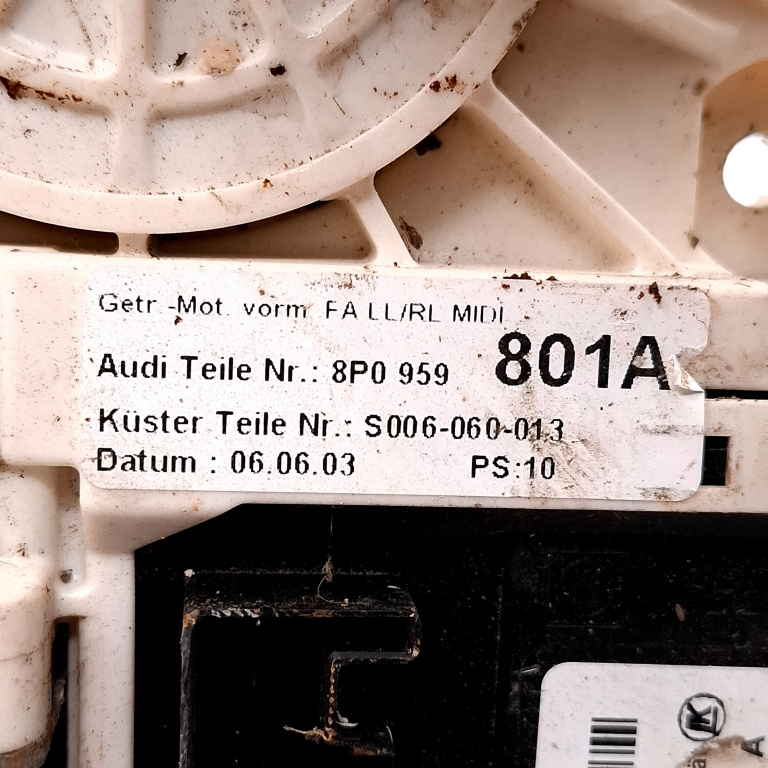 Getr.-Mot. vorm. FA LL/RL MIDI
Audi Teile Nr.: 8P0 959 801A
Küster Teile Nr.: S006-060-013
Datum : 06.06.03 PS:10
K
A